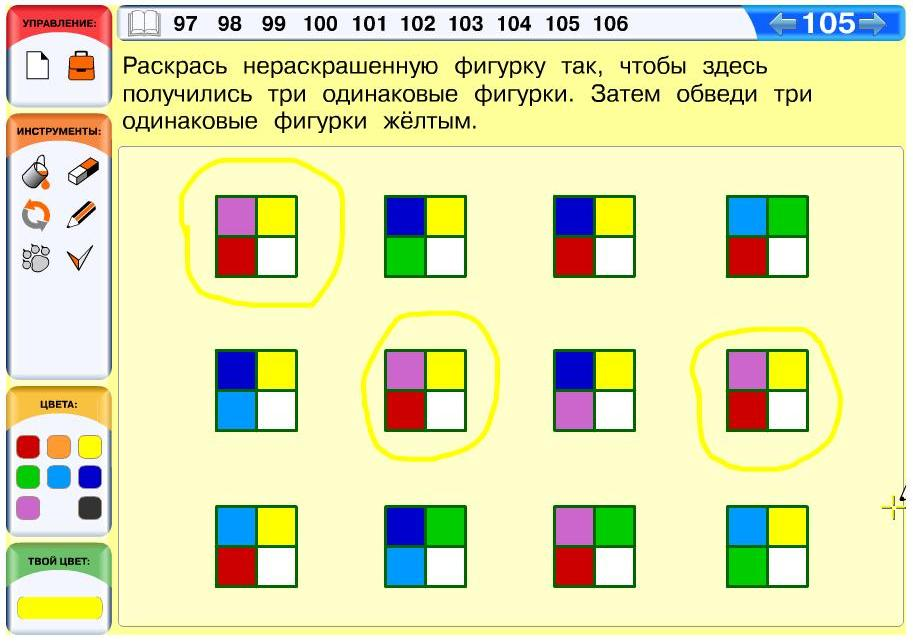 УПРАВЛЕНИЕ:
97 98 99 100 101 102 103 104 105 106
105
Раскрась нераскрашенную фигурку так, чтобы здесь
получились три одинаковые фигурки. Затем обведи три
одинаковые фигурки жёлтым.
ИНСТРУМЕНТЫ:
ЦВЕТА:
ТВОЙ ЦВЕТ: